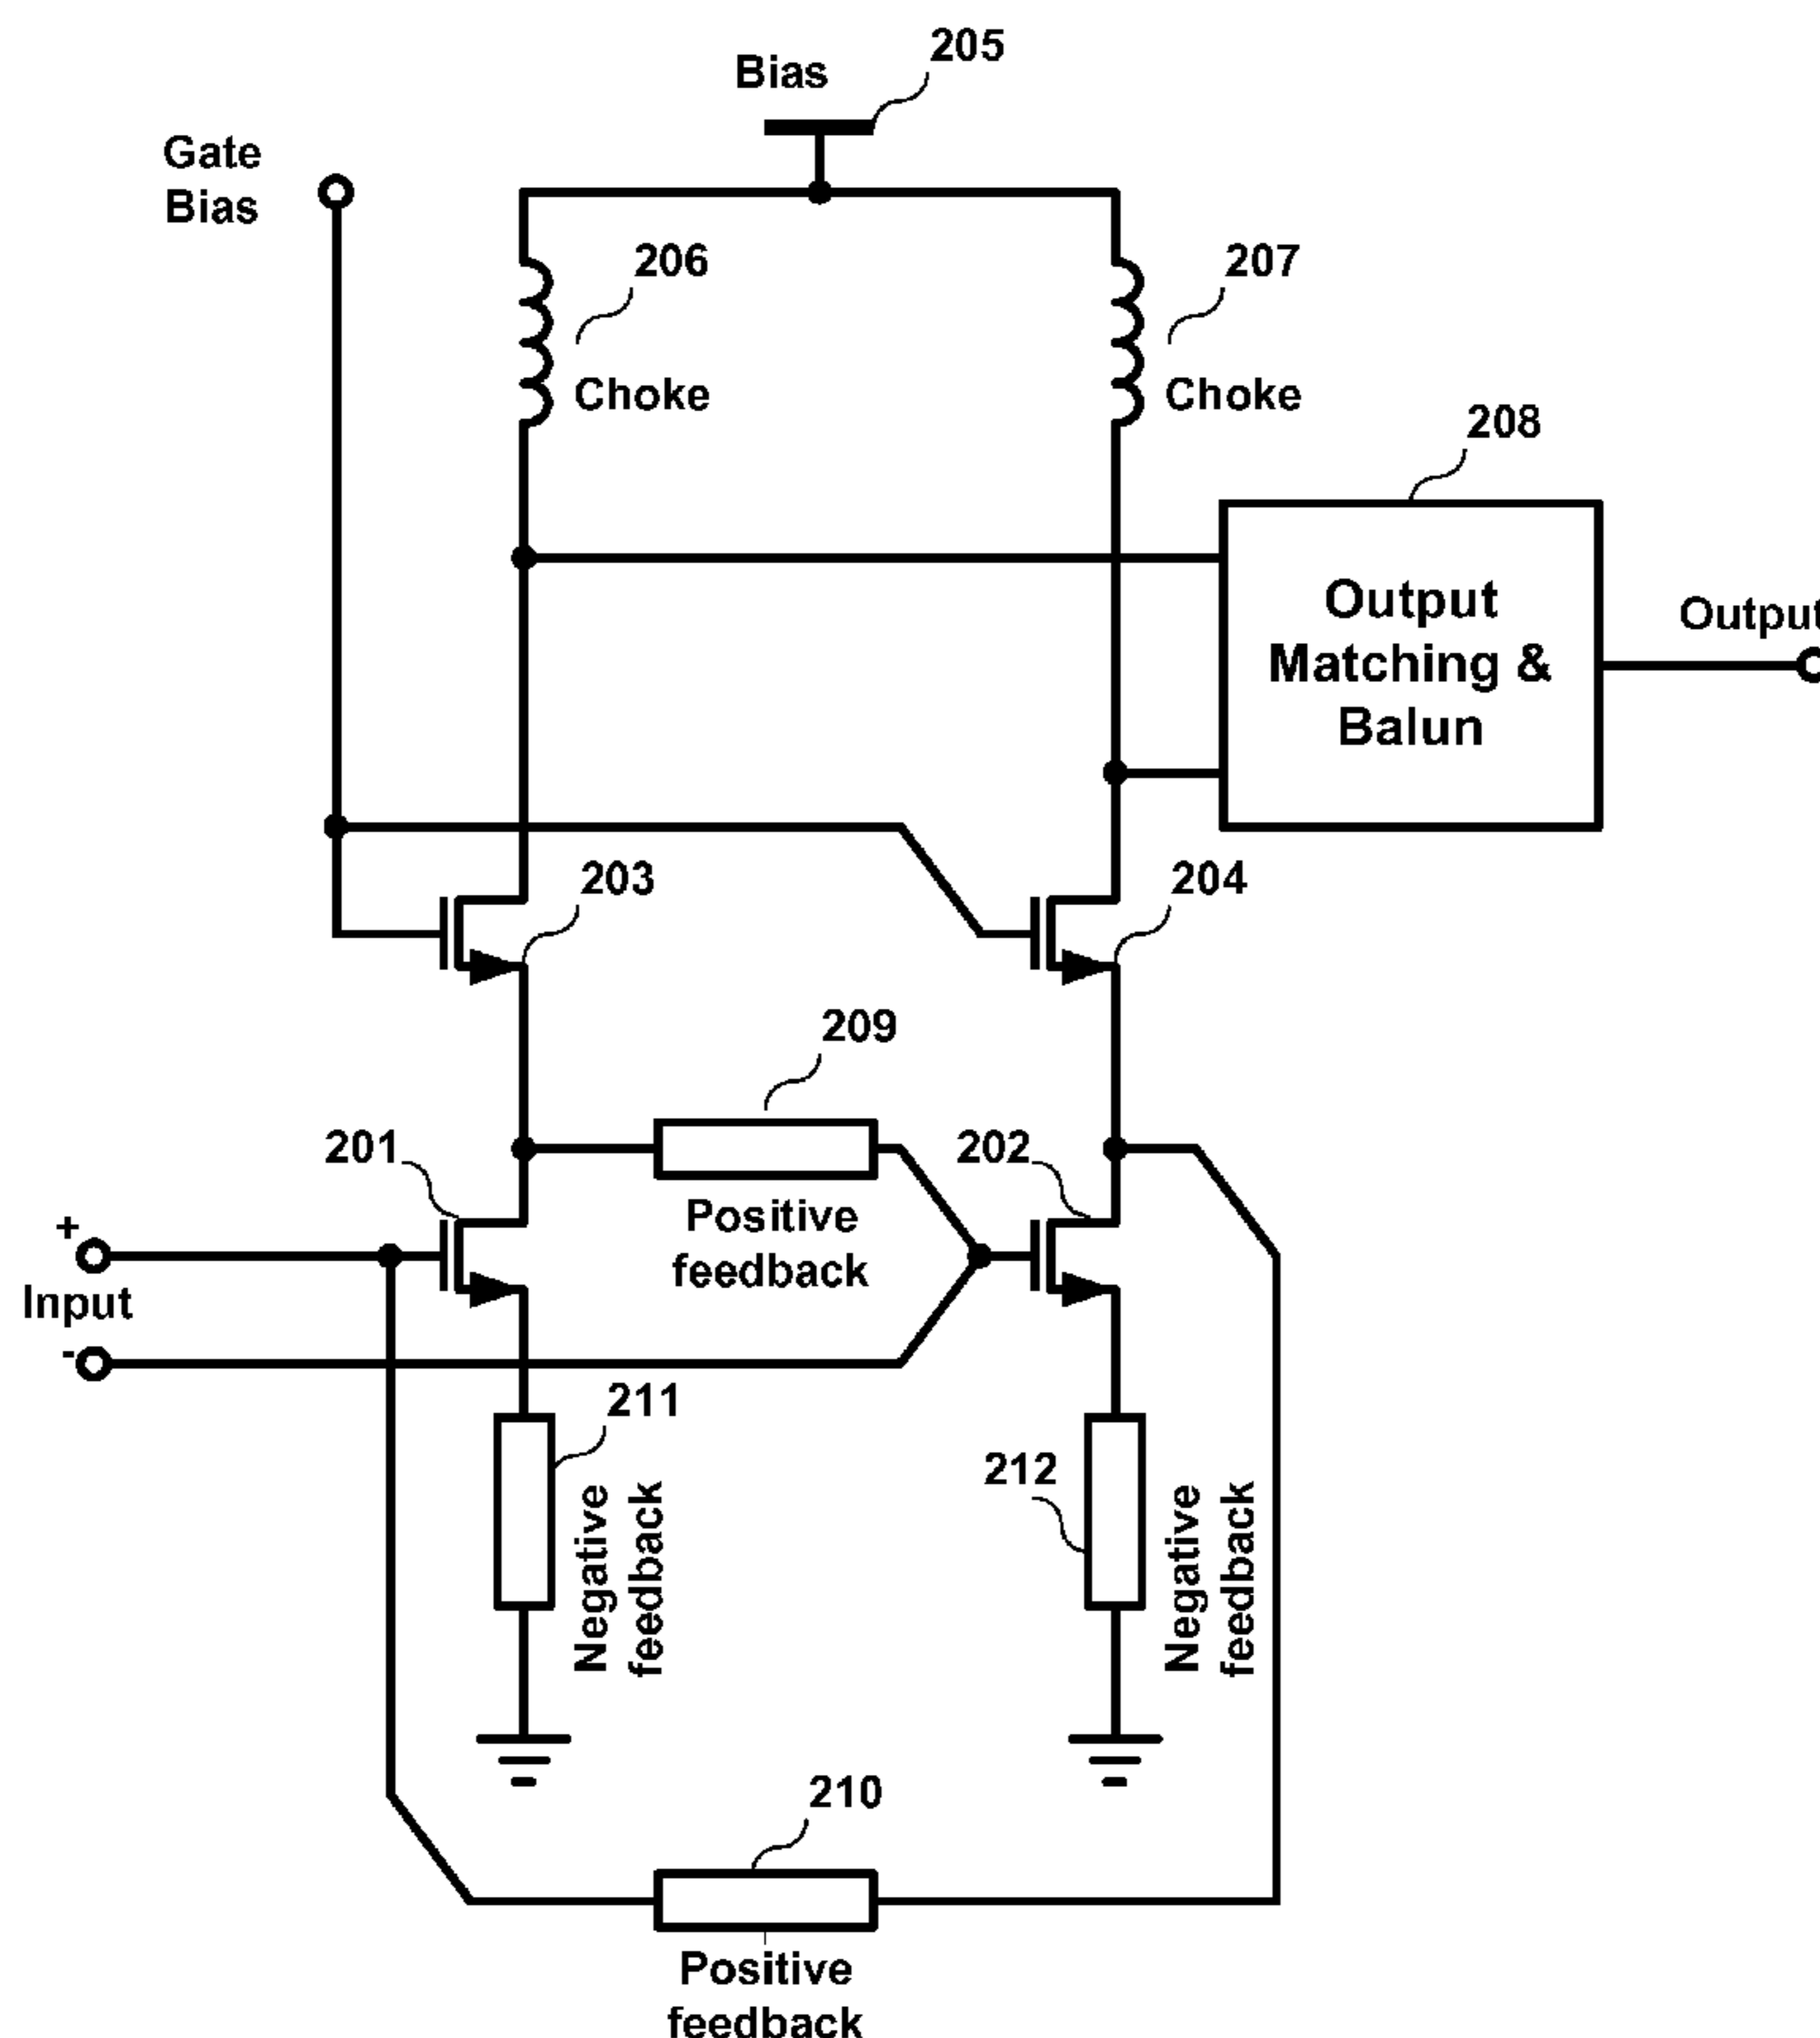 205
Bias
Gate
Bias
206
207
Choke
Choke
208
Output
Matching &
Balun
Output
203
204
209
201
202
Positive
feedback
+
Input
-
211
Negative
feedback
212
Negative
feedback
210
Positive
feedback